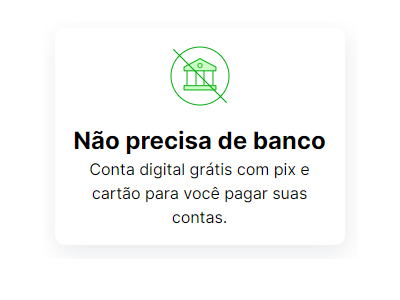 Não precisa de banco
Conta digital grátis com pix e
cartão para você pagar suas
contas.